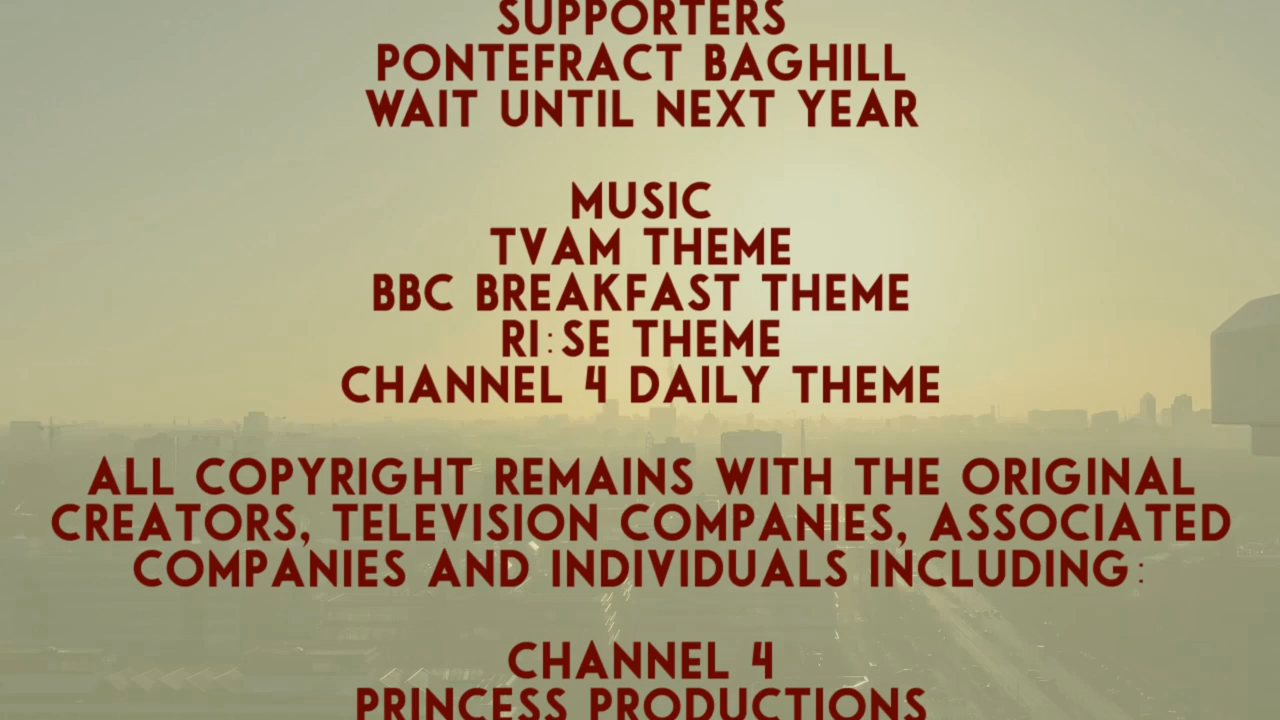 SUPPORTERS
PONTEFRACT BAGHILL
WAIT UNTIL NEXT YEAR
MUSIC
TVAM THEME
BBC BREAKFAST THEME
RI:SE THEME
CHANNEL 4 DAILY THEME
ALL COPYRIGHT REMAINS WITH THE ORIGINAL
CREATORS, TELEVISION COMPANIES, ASSOCIATED
COMPANIES AND INDIVIDUALS INCLUDING:
CHANNEL 4
PRINCESS PRODUCTIONS